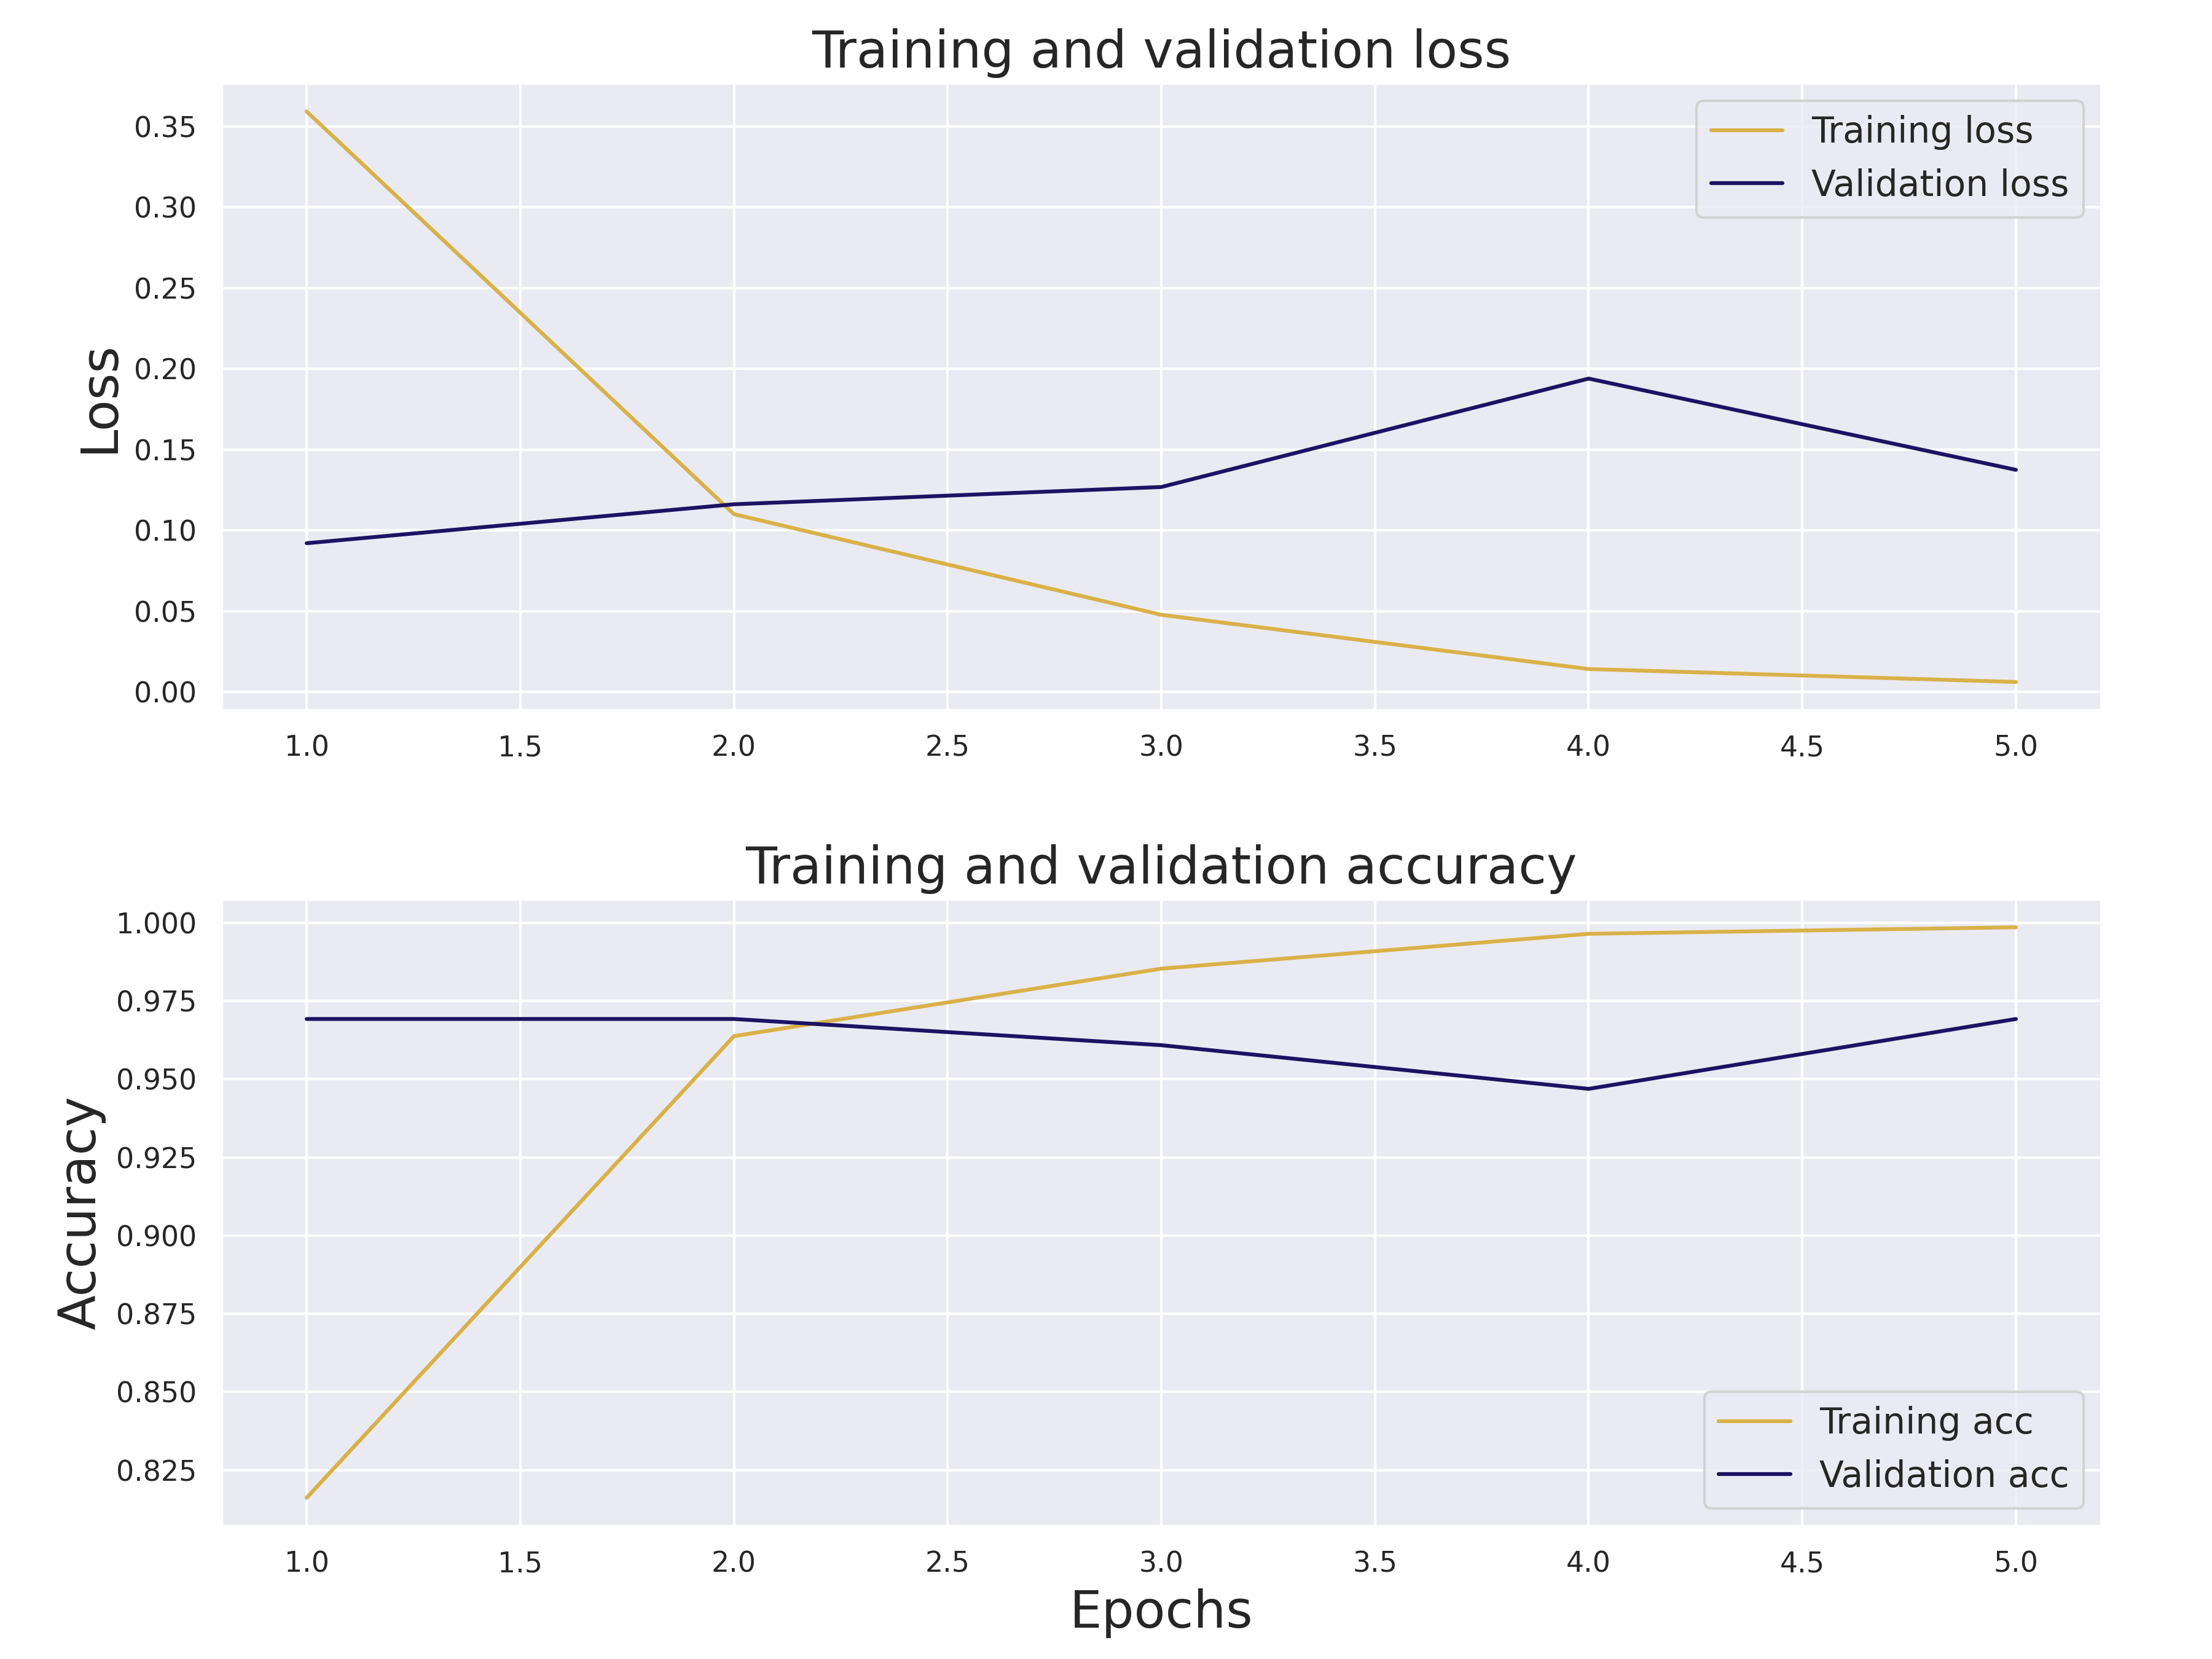 Training and validation loss
Training loss
Validation loss
Loss
0.35
0.30
0.25
0.20
0.15
0.10
0.05
0.00
1.0 1.5 2.0 2.5 3.0 3.5 4.0 4.5 5.0
Training and validation accuracy
Accuracy
1.000
0.975
0.950
0.925
0.900
0.875
0.850
0.825
Training acc
Validation acc
1.0 1.5 2.0 2.5 3.0 3.5 4.0 4.5 5.0
Epochs